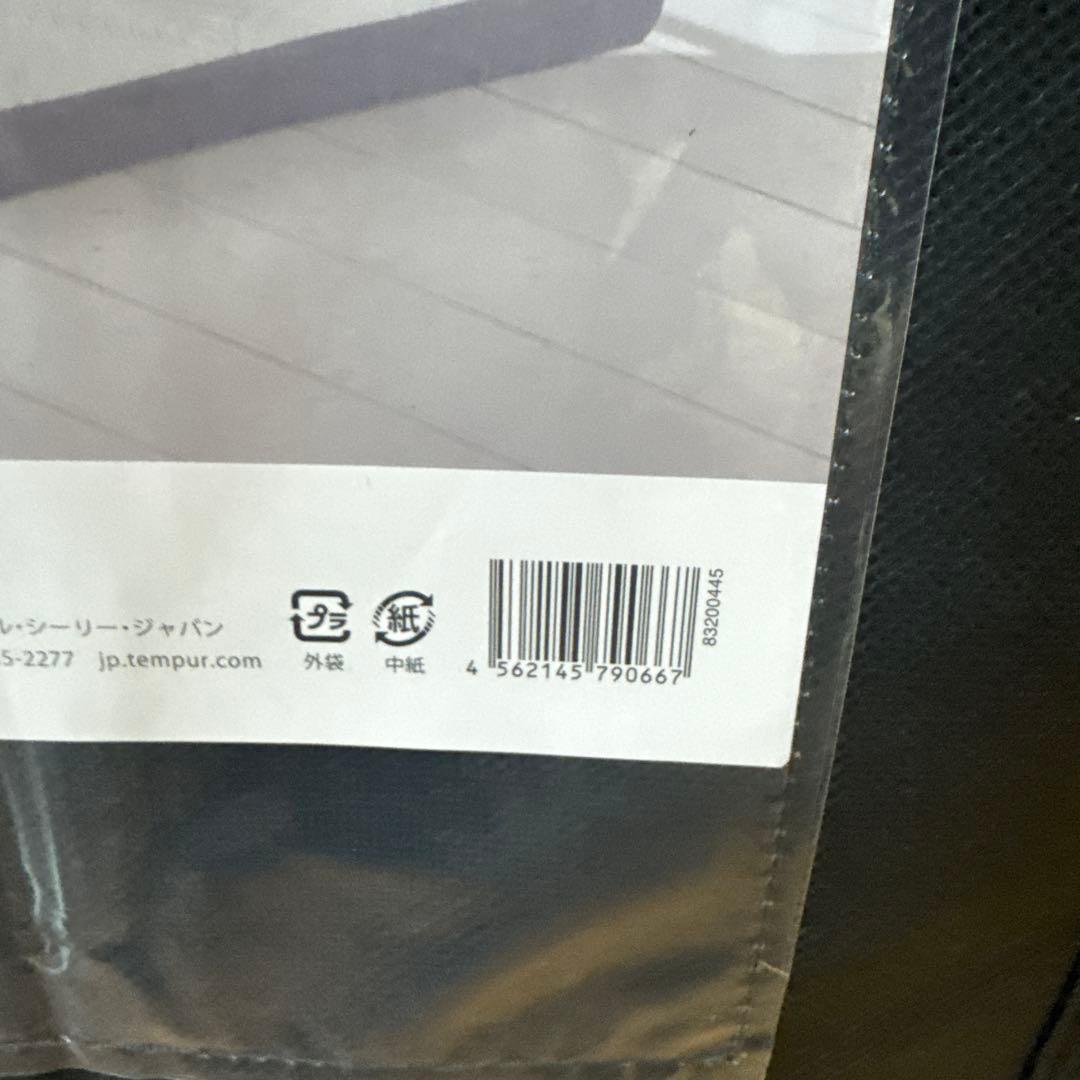 ル・シーリー・ジャパン
5-2277 jp.tempur.com
プラ
外袋
紙
中紙
4 562145 790667
83200445